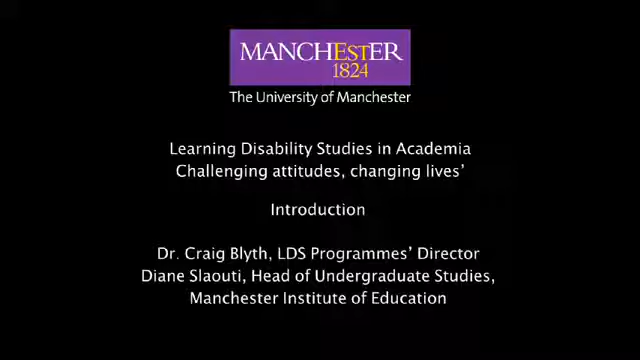 MANCHESTER
1824
The University of Manchester
Learning Disability Studies in Academia
Challenging attitudes, changing lives’
Introduction
Dr. Craig Blyth, LDS Programmes’ Director
Diane Slaouti, Head of Undergraduate Studies,
Manchester Institute of Education